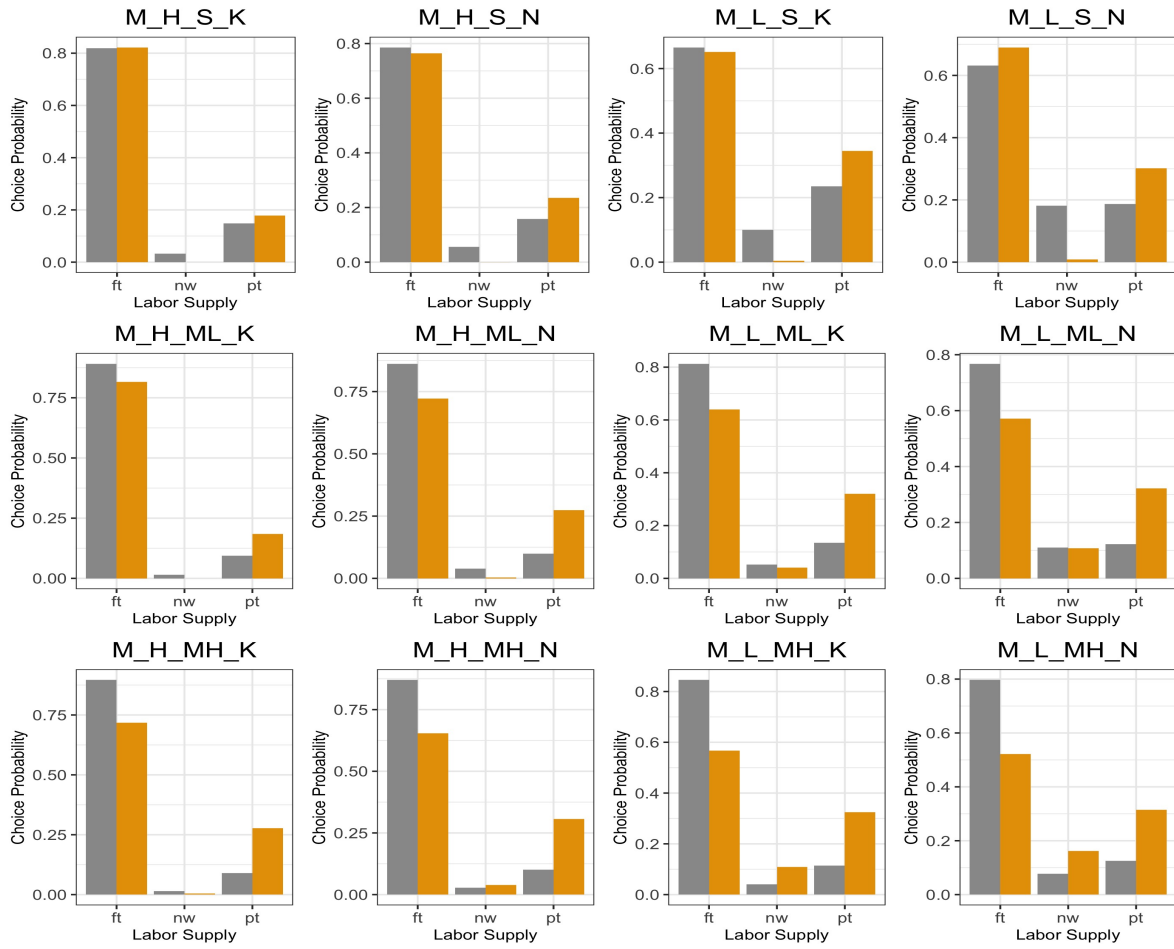 M_H_S_K
Choice Probability
0.8
0.6
0.4
0.2
0.0
ft nw pt
Labor Supply
M_H_S_N
Choice Probability
0.8
0.6
0.4
0.2
0.0
ft nw pt
Labor Supply
M_L_S_K
Choice Probability
0.6
0.4
0.2
0.0
ft nw pt
Labor Supply
M_L_S_N
Choice Probability
0.6
0.4
0.2
0.0
ft nw pt
Labor Supply
M_H_ML_K
Choice Probability
0.75
0.50
0.25
0.00
ft nw pt
Labor Supply
M_H_ML_N
Choice Probability
0.75
0.50
0.25
0.00
ft nw pt
Labor Supply
M_L_ML_K
Choice Probability
0.8
0.6
0.4
0.2
0.0
ft nw pt
Labor Supply
M_L_ML_N
Choice Probability
0.8
0.6
0.4
0.2
0.0
ft nw pt
Labor Supply
M_H_MH_K
Choice Probability
0.75
0.50
0.25
0.00
ft nw pt
Labor Supply
M_H_MH_N
Choice Probability
0.75
0.50
0.25
0.00
ft nw pt
Labor Supply
M_L_MH_K
Choice Probability
0.8
0.6
0.4
0.2
0.0
ft nw pt
Labor Supply
M_L_MH_N
Choice Probability
0.8
0.6
0.4
0.2
0.0
ft nw pt
Labor Supply